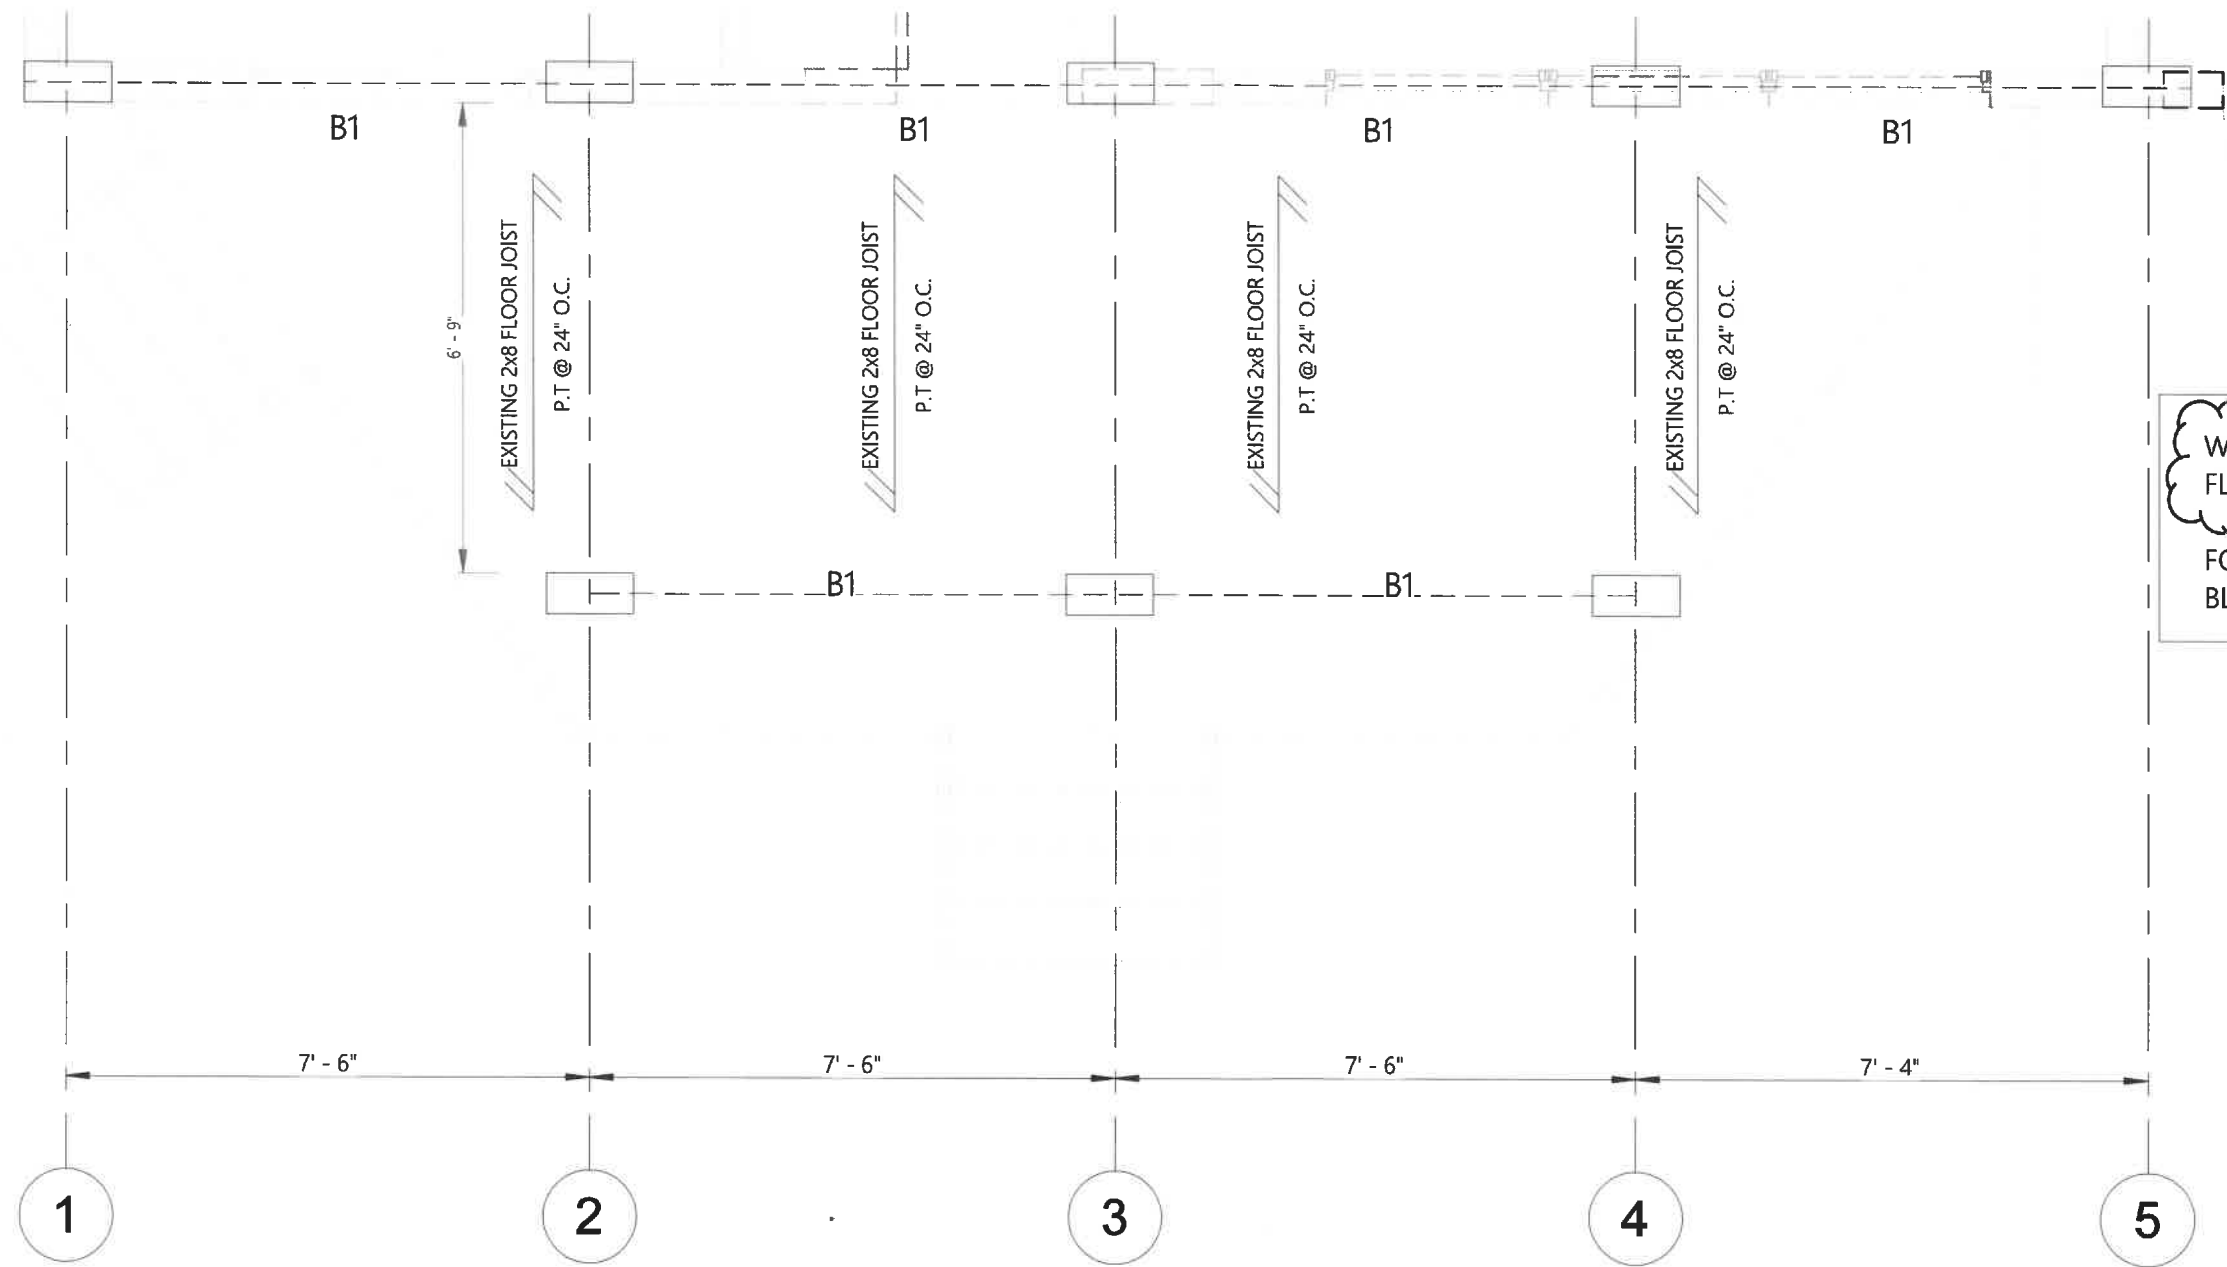 B1
B1
B1
B1
6' - 9"
EXISTING 2x8 FLOOR JOIST
P.T @ 24" O.C.
EXISTING 2x8 FLOOR JOIST
P.T @ 24" O.C.
EXISTING 2x8 FLOOR JOIST
P.T @ 24" O.C.
EXISTING 2x8 FLOOR JOIST
P.T @ 24" O.C.
B1
B1
7' - 6"
7' - 6"
7' - 6"
7' - 4"
1
2
3
4
5